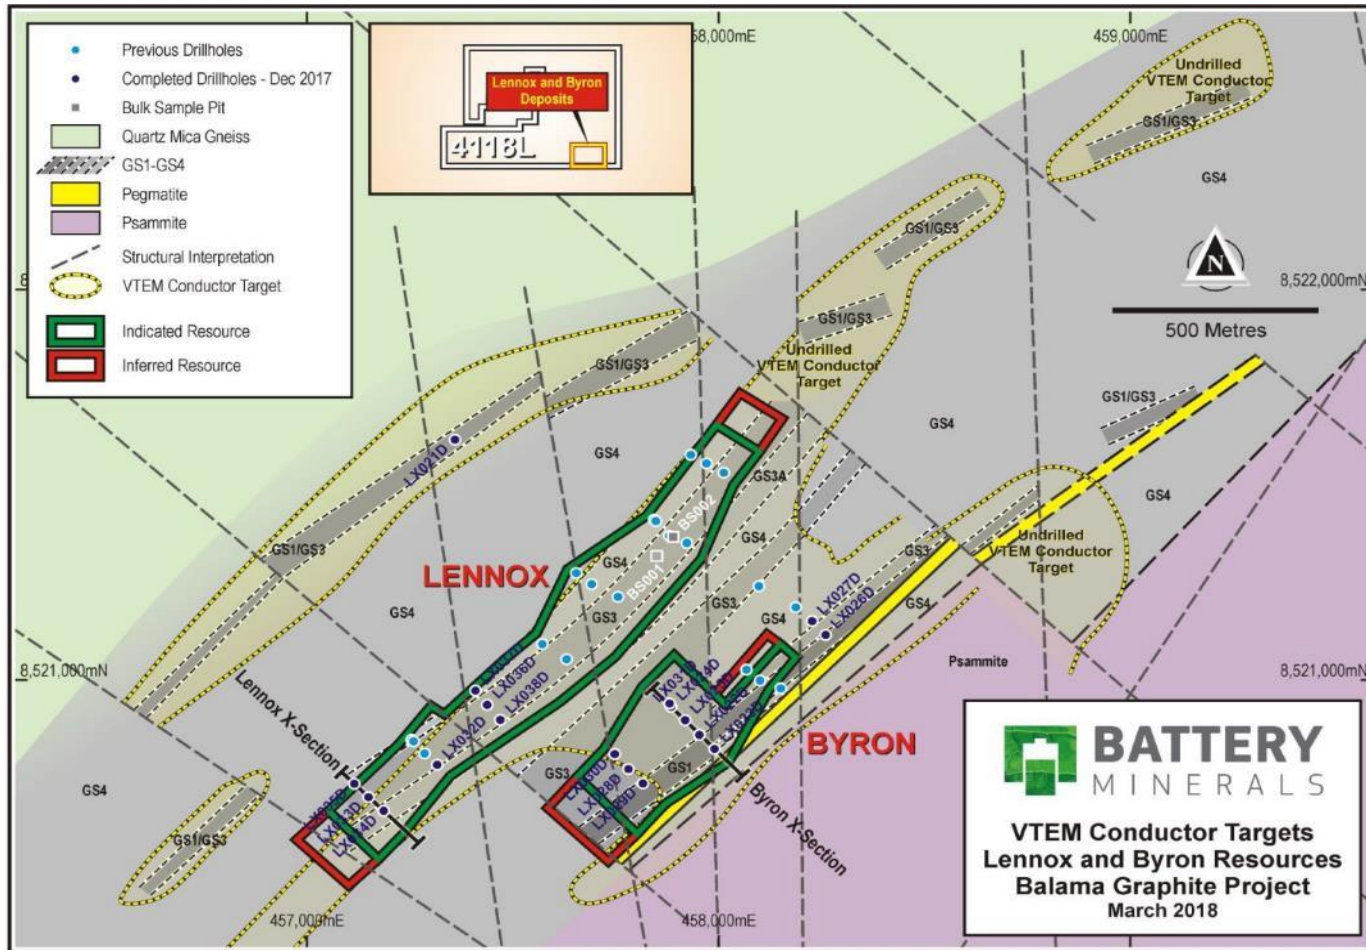 Previous Drillholes
Completed Drillholes - Dec 2017
Bulk Sample Pit
Quartz Mica Gneiss
GS1-GS4
Pegmatite
Psammite
Structural Interpretation
VTEM Conductor Target
Indicated Resource
Inferred Resource
Lennox and Byron
Deposits
4118L
58,000mE
459,000mE
Undrilled
VTEM Conductor
Target
GS1/GS3
GS4
GS1/GS3
N
8,522,000mN
500 Metres
8,
GS1/GS3
GS1/GS3
Undrilled
VTEM Conductor
Target
GS1/GS3
GS4
GS4
LX021D
GS3A
GS4
BS002
GS1/GS3
GS4
LENNOX
BS001
GS4
GS3
Undrilled
VTEM Conductor
Target
GS4
GS4
GS3
GS3
GS4
LX027D
LX026D
8,521,000mN
Psammite
8,521,000mN
LX036D
LX038D
LX032D
Lennox X-Section
BYRON
GS3
GS1
LX030D
LX028D
LX029D
Byron X-Section
GS4
GS1/GS3
LX034D
457,000mE
458,000mE
BATTERY
MINERALS
VTEM Conductor Targets
Lennox and Byron Resources
Balama Graphite Project
March 2018